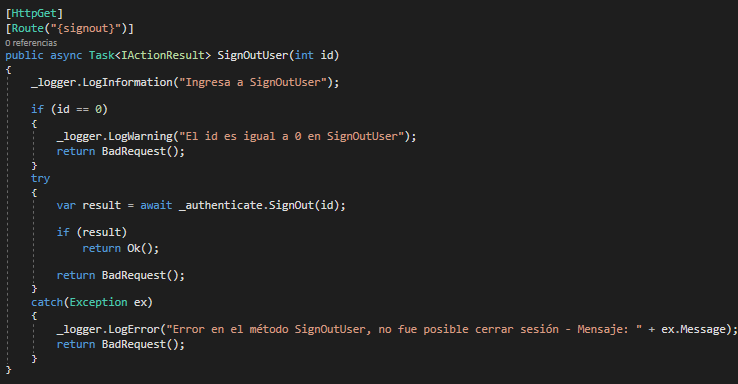 [HttpGet]
[Route("{signout}")]
0 referencias
public async Task<IActionResult> SignOutUser(int id)
{
    _logger.LogInformation("Ingresa a SignOutUser");
    if (id == 0)
    {
        _logger.LogWarning("El id es igual a 0 en SignOutUser");
        return BadRequest();
    }
    try
    {
        var result = await _authenticate.SignOut(id);
        if (result)
            return Ok();
        return BadRequest();
    }
    catch(Exception ex)
    {
        _logger.LogError("Error en el método SignOutUser, no fue posible cerrar sesión - Mensaje: " + ex.Message);
        return BadRequest();
    }
}